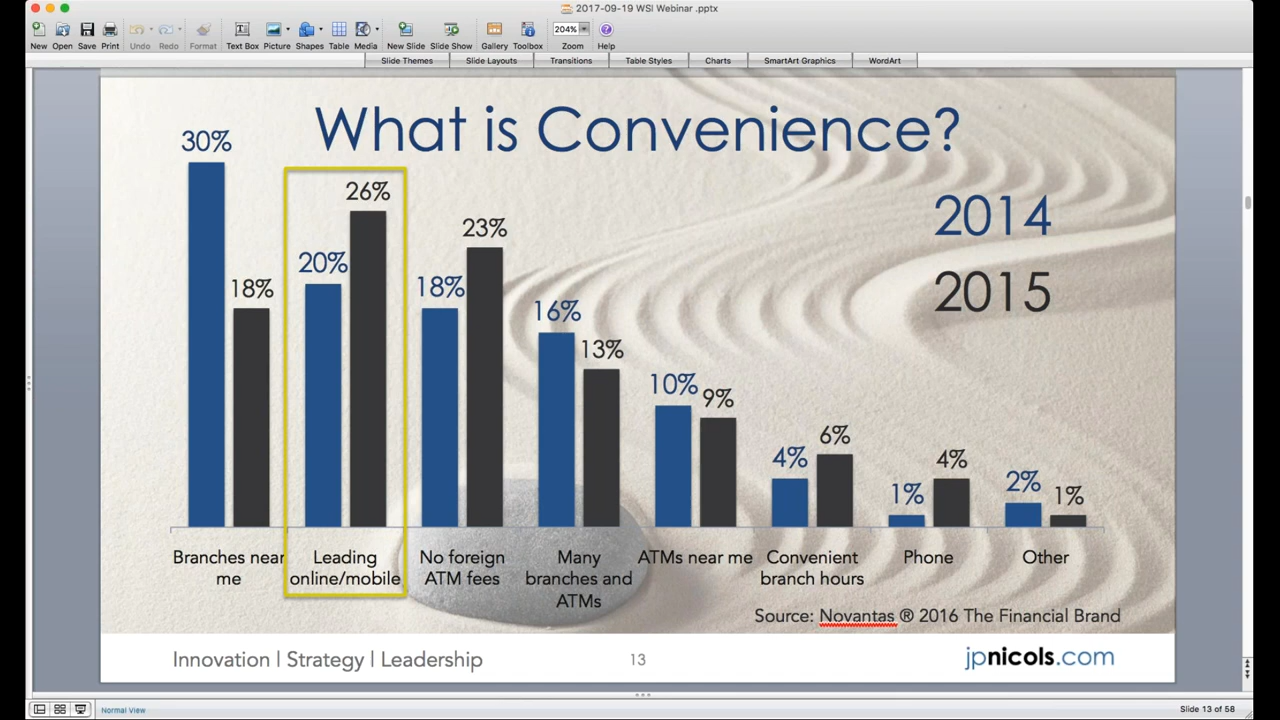 2017-09-19 WSI Webinar .pptx
New Open Save Print Undo Redo Format Text Box Picture Shapes Table Media New Slide Slide Show Gallery Toolbox 204% Zoom Help
Slide Themes Slide Layouts Transitions Table Styles Charts SmartArt Graphics WordArt
What is Convenience?
2014
2015
30% 18%
20% 26%
18% 23%
16% 13%
10% 9%
4% 6%
1% 4%
2% 1%
Branches near
me
Leading
online/mobile
No foreign
ATM fees
Many
branches and
ATMs
ATMs near me
Convenient
branch hours
Phone
Other
Source: Novantas ® 2016 The Financial Brand
Innovation | Strategy | Leadership
13
jpnicols.com
Normal View
Slide 13 of 58